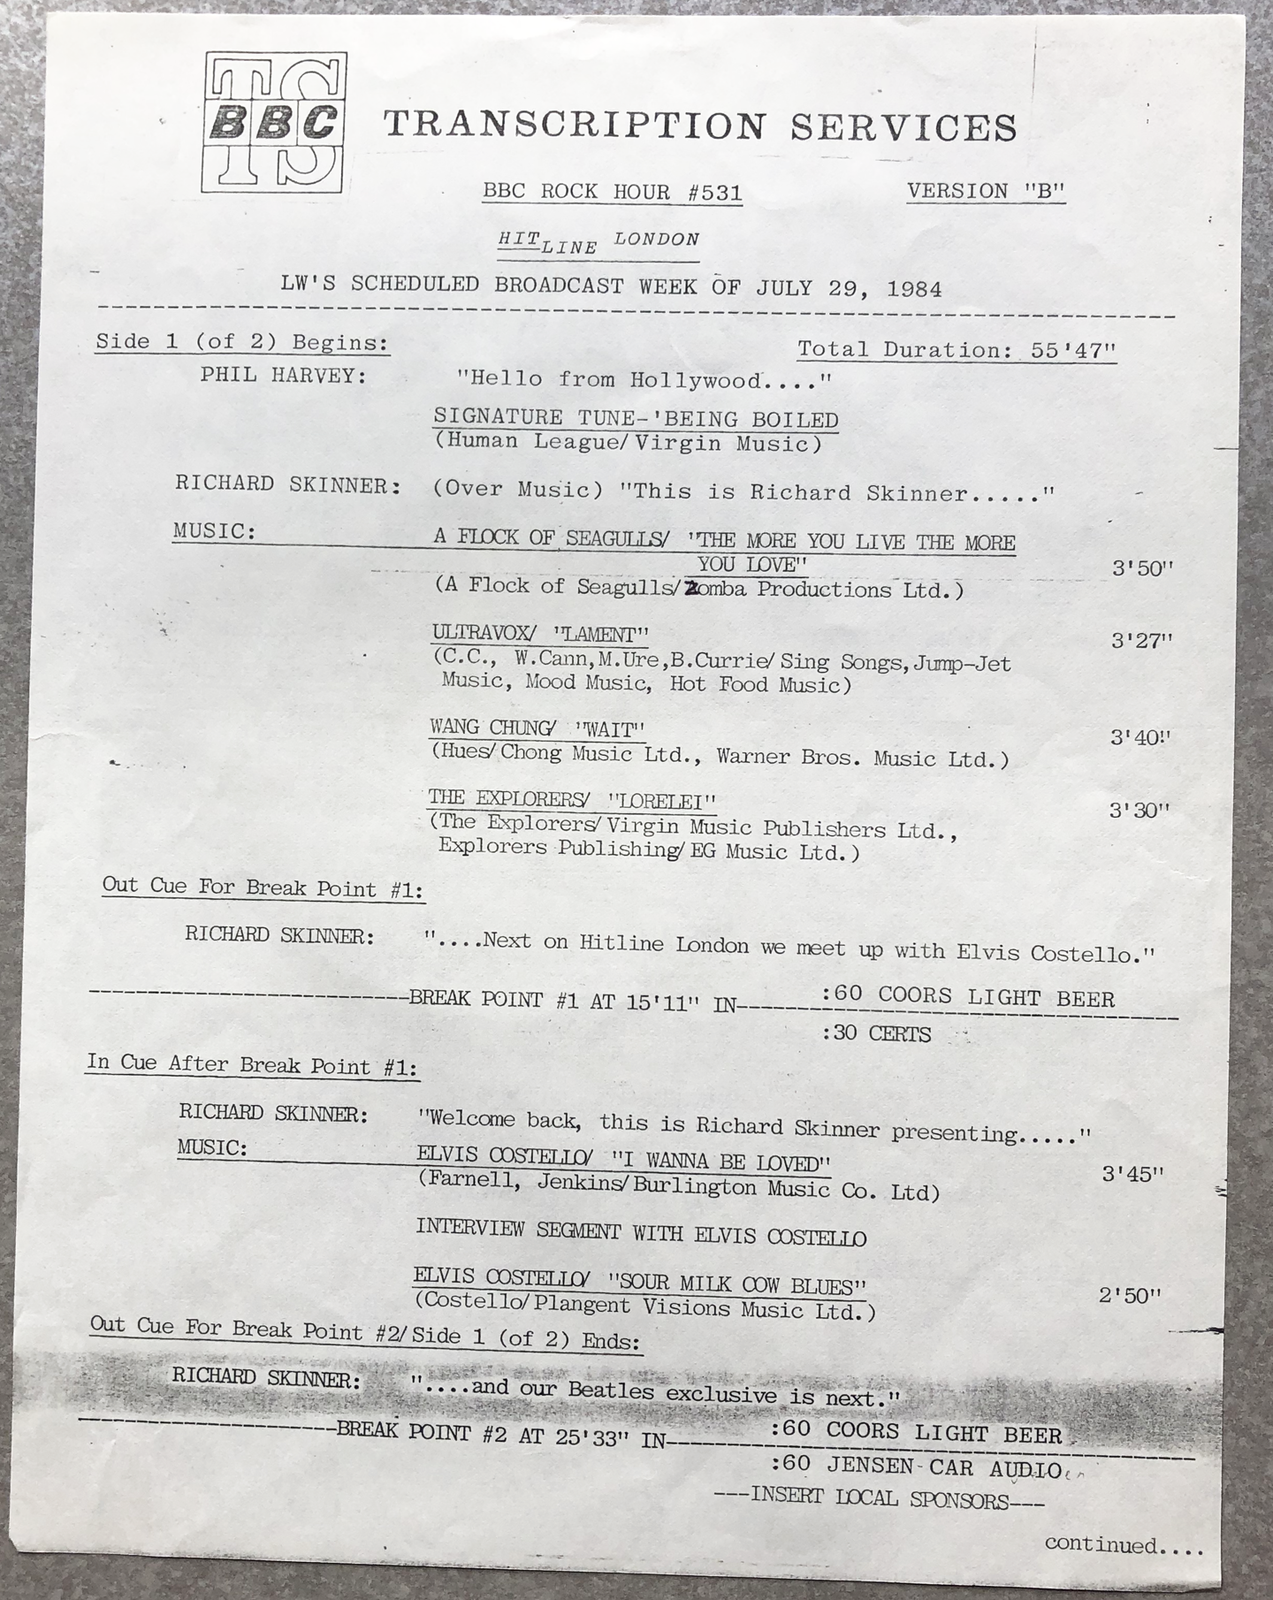 TS
BBC
TS
TRANSCRIPTION SERVICES
BBC ROCK HOUR #531 VERSION "B"
HITLINE LONDON
LW'S SCHEDULED BROADCAST WEEK OF JULY 29, 1984
Side 1 (of 2) Begins: Total Duration: 55'47"
PHIL HARVEY: "Hello from Hollywood...."
SIGNATURE TUNE-'BEING BOILED
(Human League/Virgin Music)
RICHARD SKINNER: (Over Music) "This is Richard Skinner....."
MUSIC: A FLOCK OF SEAGULLS/ "THE MORE YOU LIVE THE MORE
YOU LOVE" 3'50"
(A Flock of Seagulls/Zomba Productions Ltd.)
ULTRAVOX/ "LAMENT" 3'27"
(C.C., W.Cann,M.Ure,B.Currie/Sing Songs,Jump-Jet
Music, Mood Music, Hot Food Music)
WANG CHUNG/ "WAIT" 3'40"
(Hues/Chong Music Ltd., Warner Bros. Music Ltd.)
THE EXPLORERS/ "LORELEI" 3'30"
(The Explorers/Virgin Music Publishers Ltd.,
Explorers Publishing/EG Music Ltd.)
Out Cue For Break Point #1:
RICHARD SKINNER: "....Next on Hitline London we meet up with Elvis Costello."
BREAK POINT #1 AT 15'11" IN :60 COORS LIGHT BEER
:30 CERTS
In Cue After Break Point #1:
RICHARD SKINNER: "Welcome back, this is Richard Skinner presenting....."
MUSIC: ELVIS COSTELLO/ "I WANNA BE LOVED" 3'45"
(Farnell, Jenkins/Burlington Music Co. Ltd)
INTERVIEW SEGMENT WITH ELVIS COSTELLO
ELVIS COSTELLO/ "SOUR MILK COW BLUES" 2'50"
(Costello/Plangent Visions Music Ltd.)
Out Cue For Break Point #2/Side 1 (of 2) Ends:
RICHARD SKINNER: "....and our Beatles exclusive is next."
BREAK POINT #2 AT 25'33" IN :60 COORS LIGHT BEER
:60 JENSEN CAR AUDIO
---INSERT LOCAL SPONSORS---
continued....